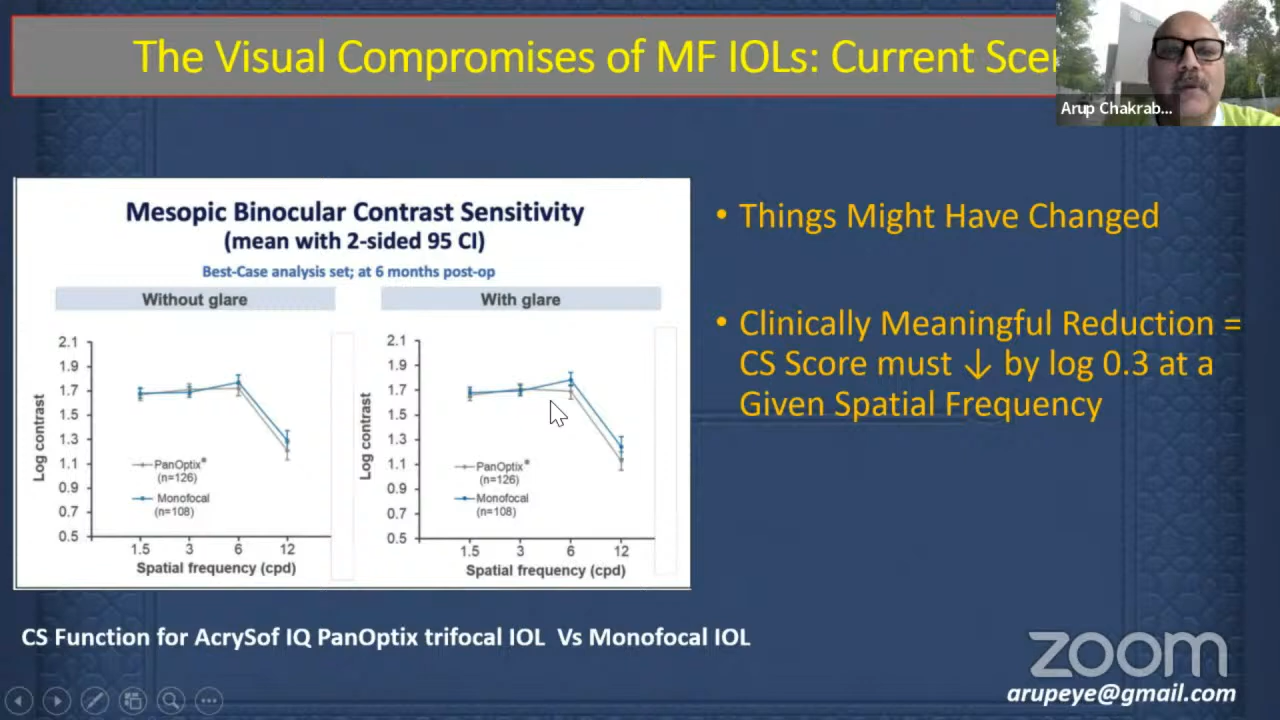 The Visual Compromises of MF IOLs: Current
Arup Chakrab...
Mesopic Binocular Contrast Sensitivity
(mean with 2-sided 95 CI)
Best-Case analysis set; at 6 months post-op
Without glare
2.1
1.9
1.7
1.5
1.3
1.1
0.9
0.7
0.5
Log contrast
PanOptix®
(n=126)
Monofocal
(n=108)
1.5 3 6 12
Spatial frequency (cpd)
With glare
2.1
1.9
1.7
1.5
1.3
1.1
0.9
0.7
0.5
Log contrast
PanOptix®
(n=126)
Monofocal
(n=108)
1.5 3 6 12
Spatial frequency (cpd)
• Things Might Have Changed
• Clinically Meaningful Reduction =
CS Score must ↓ by log 0.3 at a
Given Spatial Frequency
CS Function for AcrySof IQ PanOptix trifocal IOL Vs Monofocal IOL
zoom
arupeye@gmail.com